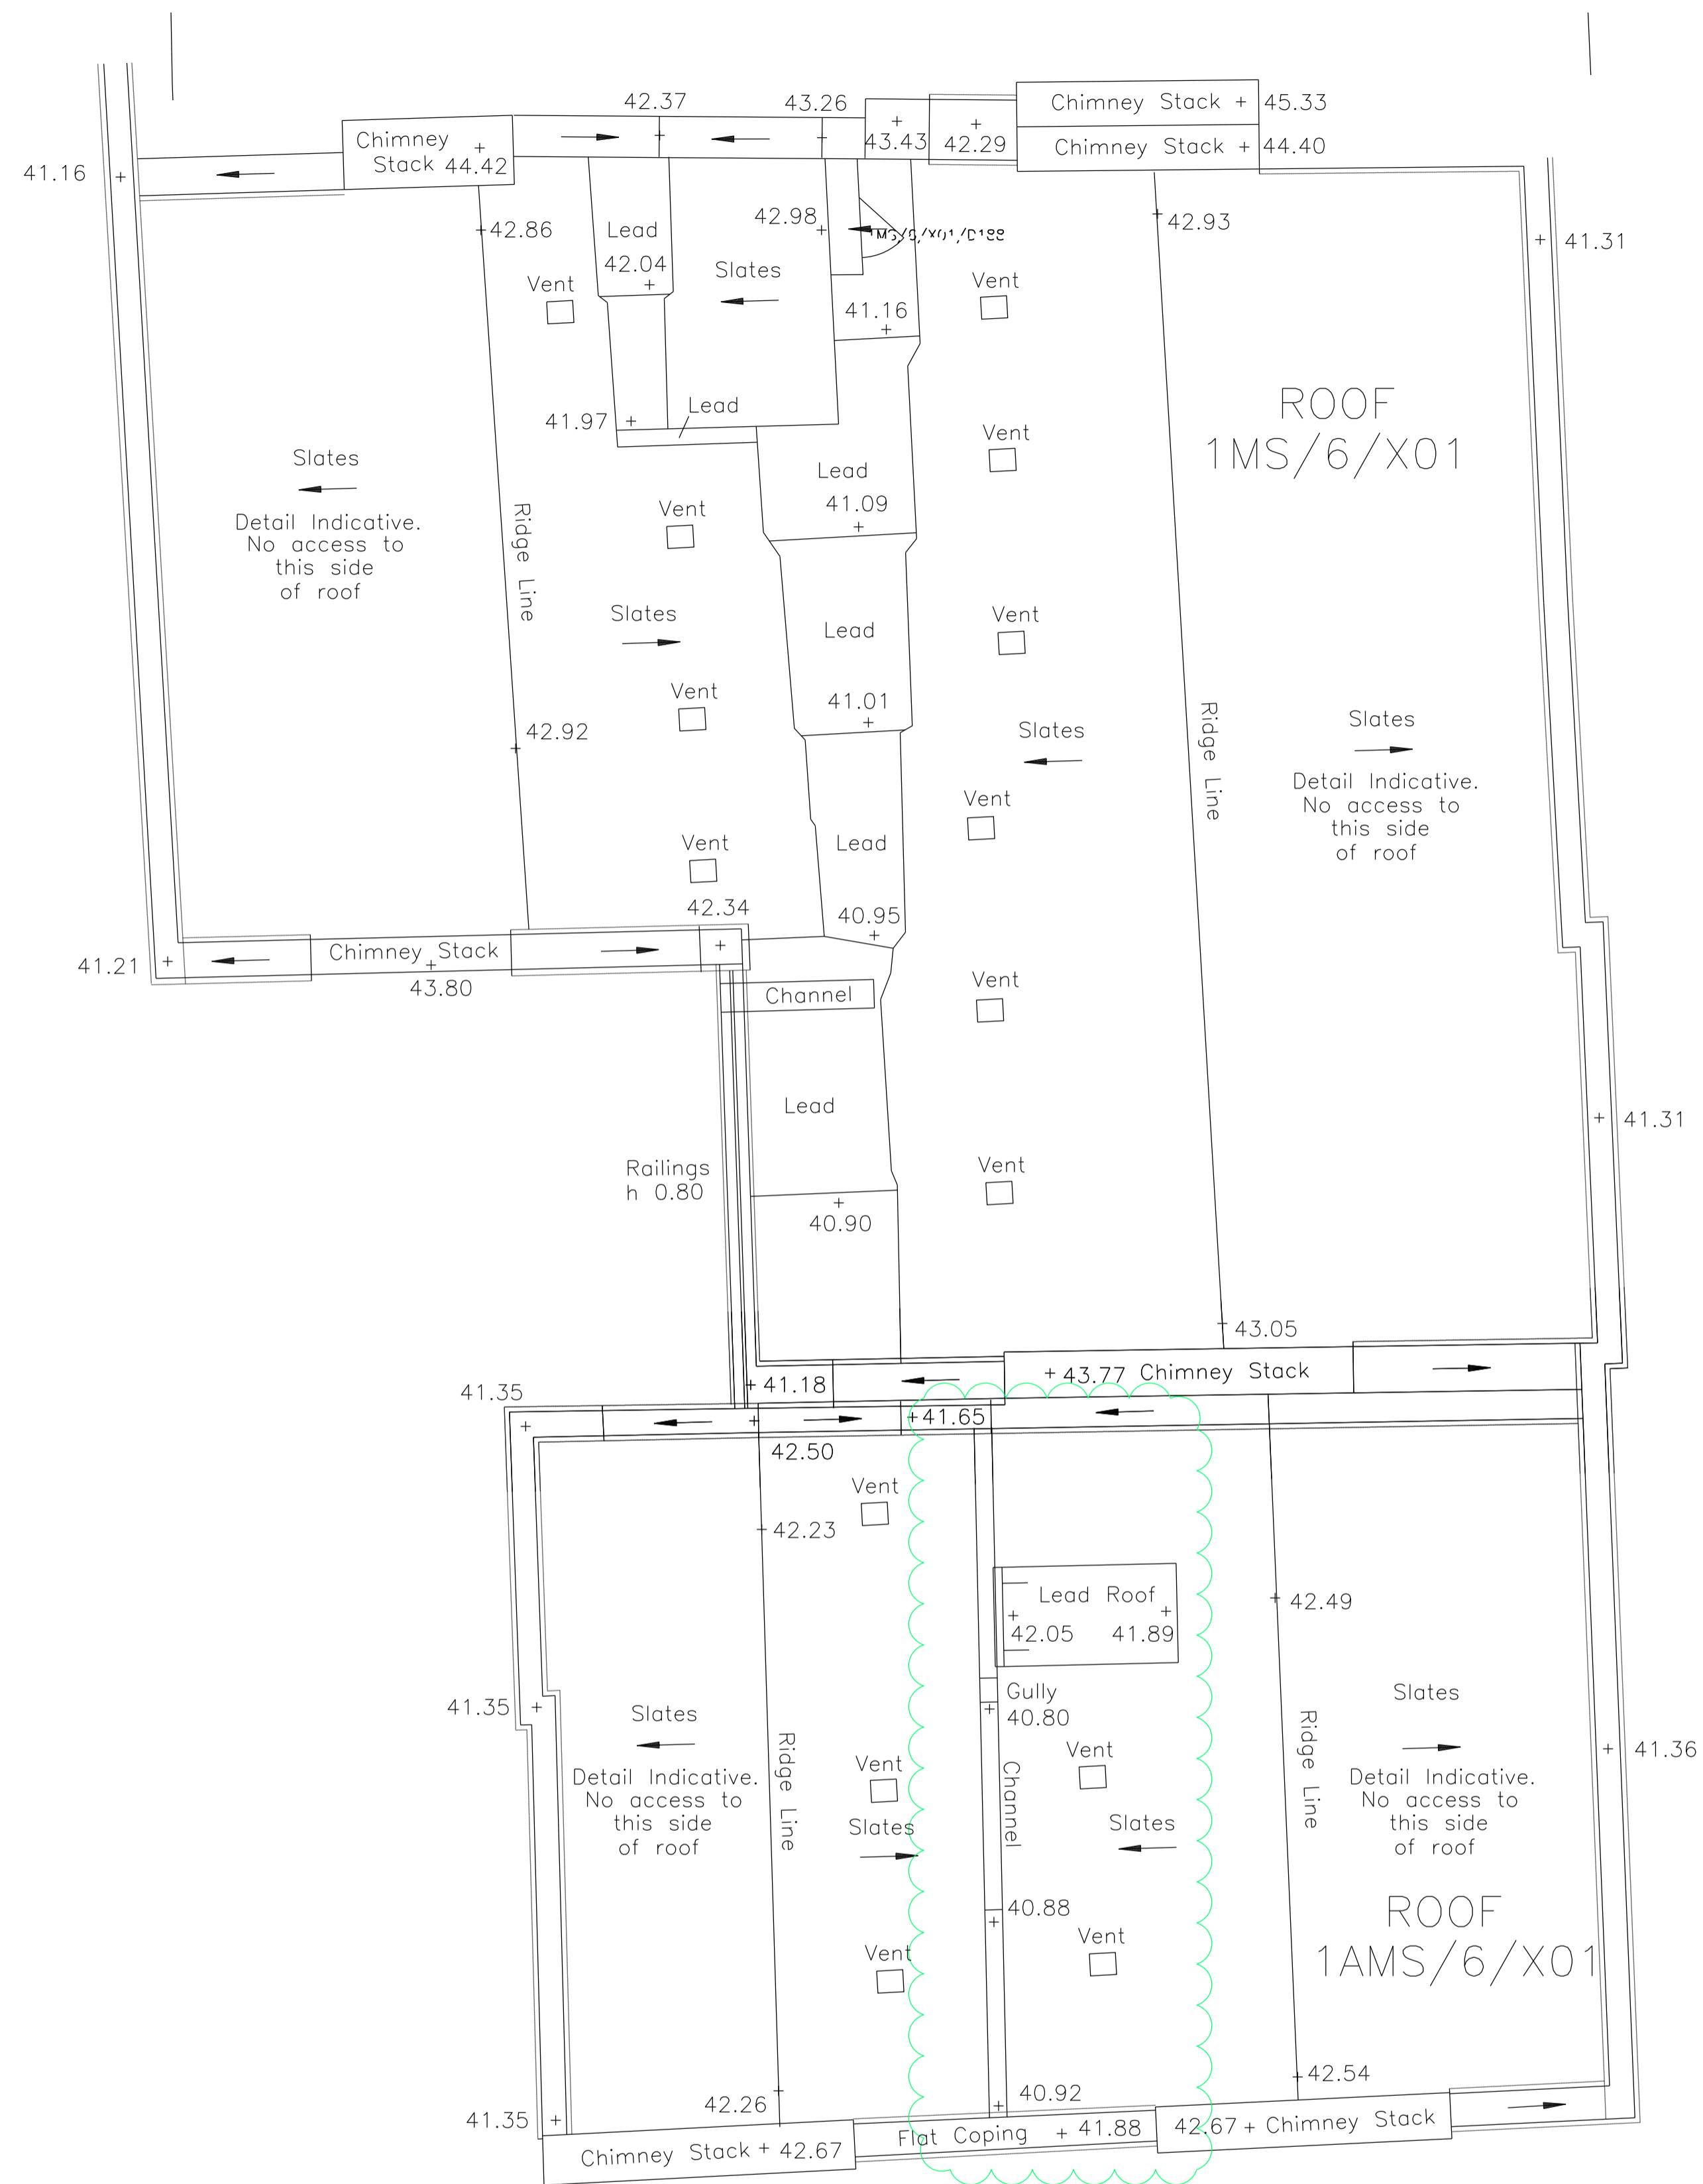 42.37
43.26
Chimney Stack + 45.33
Chimney Stack + 44.40
Chimney
Stack 44.42
43.43
42.29
41.16
42.86
Lead
42.04
42.98
1MS/6/X01/D188
42.93
41.31
Vent
Slates
Vent
41.16
ROOF
1MS/6/X01
41.97
Lead
Vent
Slates
Lead
41.09
Detail Indicative.
No access to
this side
of roof
Ridge Line
Vent
Slates
Lead
Vent
Vent
41.01
42.92
Slates
Ridge Line
Slates
Detail Indicative.
No access to
this side
of roof
Vent
Vent
Lead
42.34
40.95
41.21
Chimney Stack
43.80
Channel
Vent
Lead
41.31
Railings
h 0.80
Vent
40.90
43.05
41.18
43.77 Chimney Stack
41.35
41.65
42.50
Vent
42.23
Lead Roof
42.05
41.89
42.49
41.35
Slates
Gully
40.80
Slates
Ridge Line
Ridge Line
Vent
Vent
41.36
Detail Indicative.
No access to
this side
of roof
Channel
Detail Indicative.
No access to
this side
of roof
Slates
Slates
40.88
ROOF
1AMS/6/X01
Vent
Vent
42.26
40.92
42.54
41.35
Chimney Stack + 42.67
Flat Coping + 41.88
42.67 + Chimney Stack